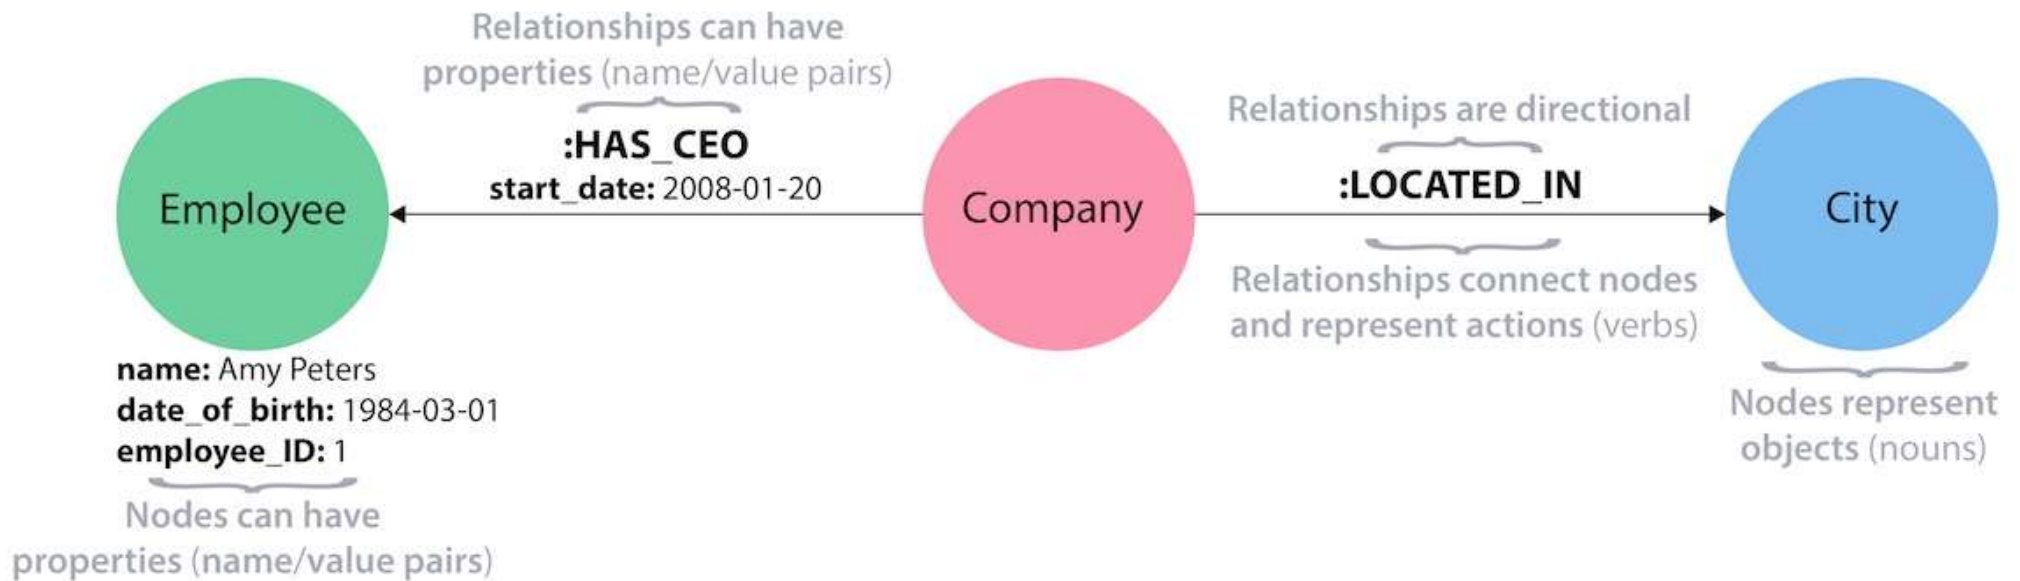 Relationships can have
properties (name/value pairs)
:HAS_CEO
start_date: 2008-01-20
Employee
name: Amy Peters
date_of_birth: 1984-03-01
employee_ID: 1
Nodes can have
properties (name/value pairs)
Company
Relationships are directional
:LOCATED_IN
Relationships connect nodes
and represent actions (verbs)
City
Nodes represent
objects (nouns)